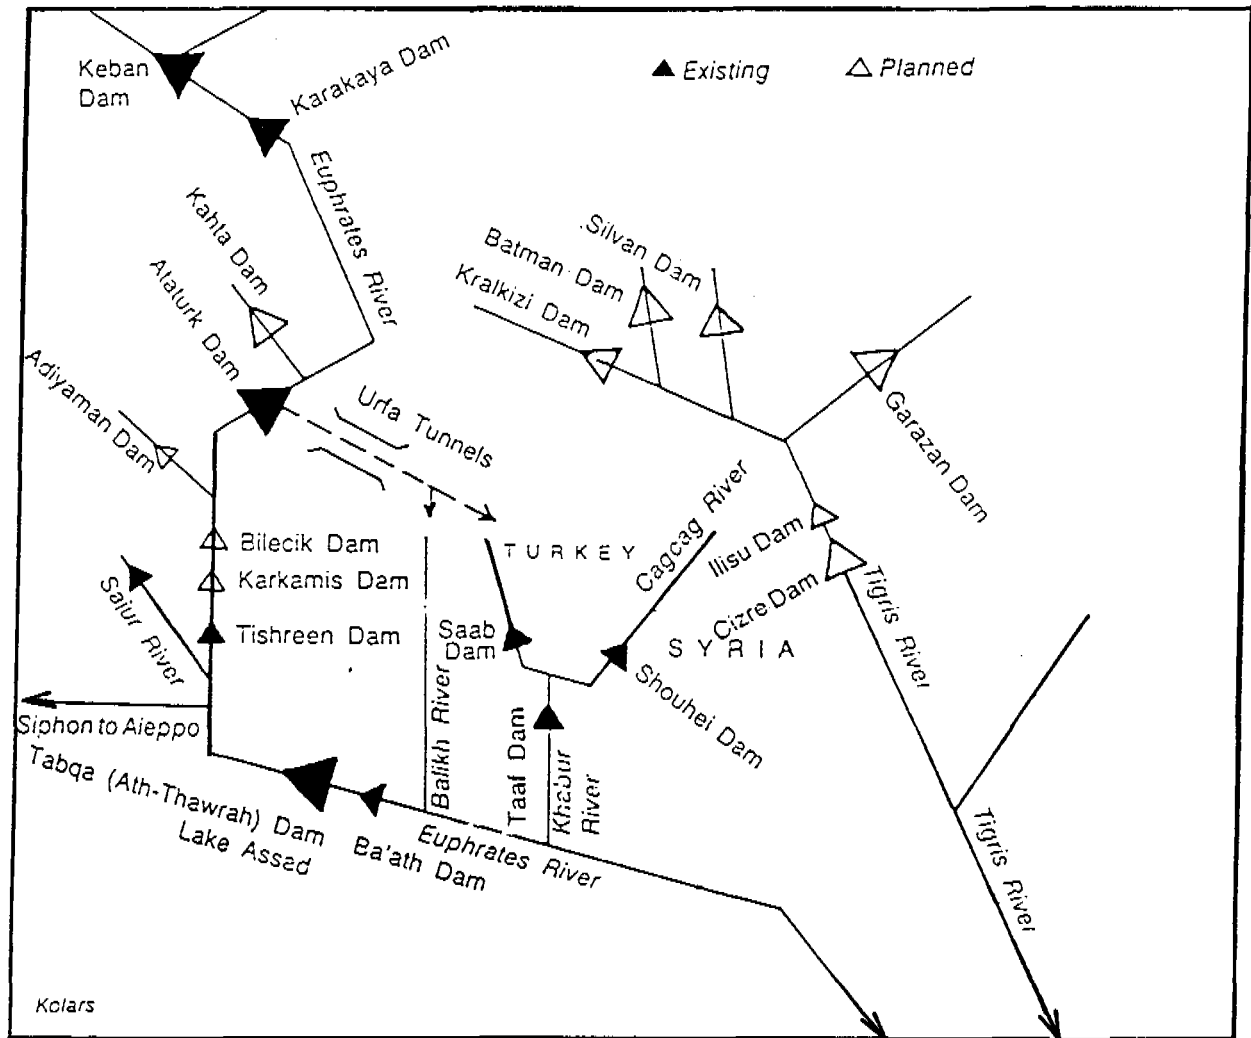 Keban
Dam
Karakaya Dam
Existing
Planned
Euphrates River
Kahta Dam
Ataturk Dam
Adiyaman Dam
Silvan Dam
Batman Dam
Kralkizi Dam
Garazan Dam
Urfa Tunnels
Bilecik Dam
Karkamis Dam
Tishreen Dam
Sajur River
TURKEY
Cagcag River
Ilisu Dam
Cizre Dam
Tigris River
Saab
Dam
SYRIA
Shouhei Dam
Siphon to Aleppo
Tabqa (Ath-Thawrah) Dam
Lake Assad
Ba'ath Dam
Balikh River
Taaf Dam
Khabur
River
Euphrates River
Tigris River
Kolars